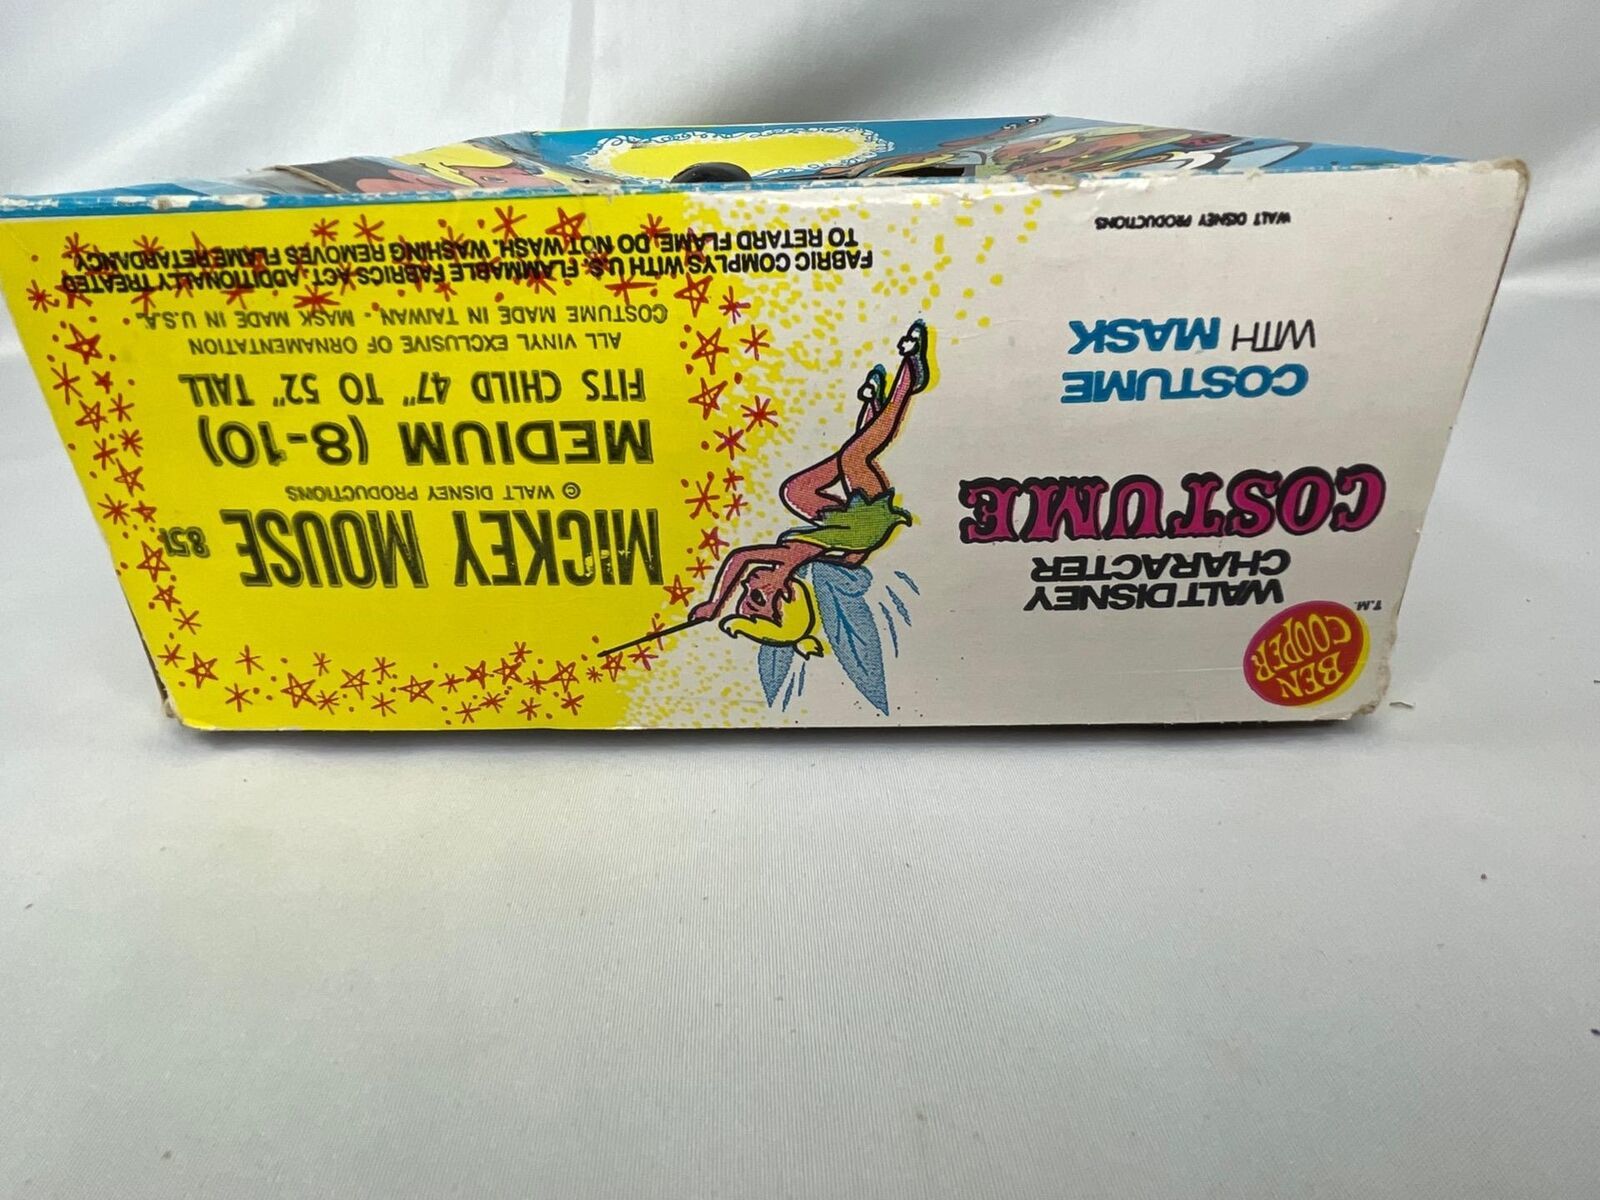 BEN
COOPER
T.M.
WALT DISNEY
CHARACTER
COSTUME
COSTUME
WITH MASK
WALT DISNEY PRODUCTIONS
MICKEY MOUSE
© WALT DISNEY PRODUCTIONS
MEDIUM (8-10)
FITS CHILD 47" TO 52" TALL
ALL VINYL EXCLUSIVE OF ORNAMENTATION
COSTUME MADE IN TAIWAN. MASK MADE IN U.S.A.
FABRIC COMPLYS WITH U.S. FLAMMABLE FABRICS ACT. ADDITIONALLY TREATED
TO RETARD FLAME. DO NOT WASH. WASHING REMOVES FLAME RETARDANCY